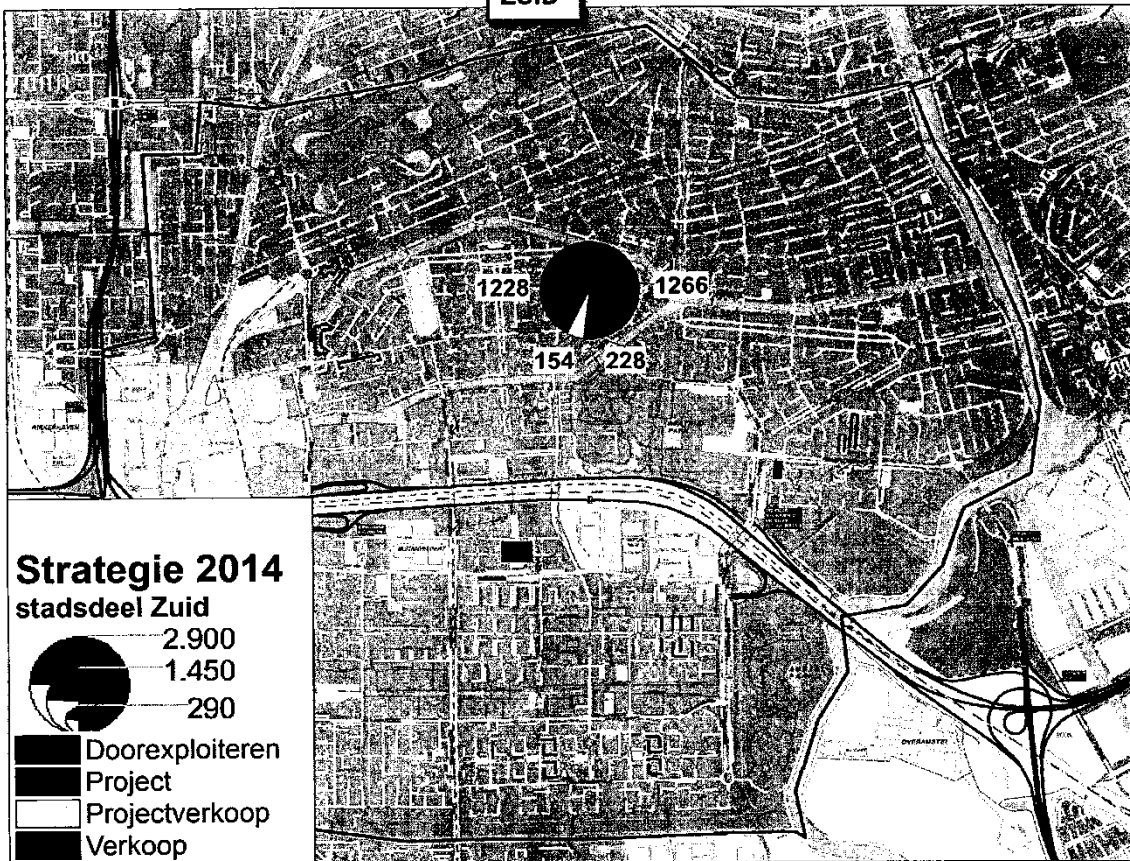 ZUID
1228
1266
154
228
Strategie 2014
stadsdeel Zuid
2.900
1.450
290
Doorexploiteren
Project
Projectverkoop
Verkoop